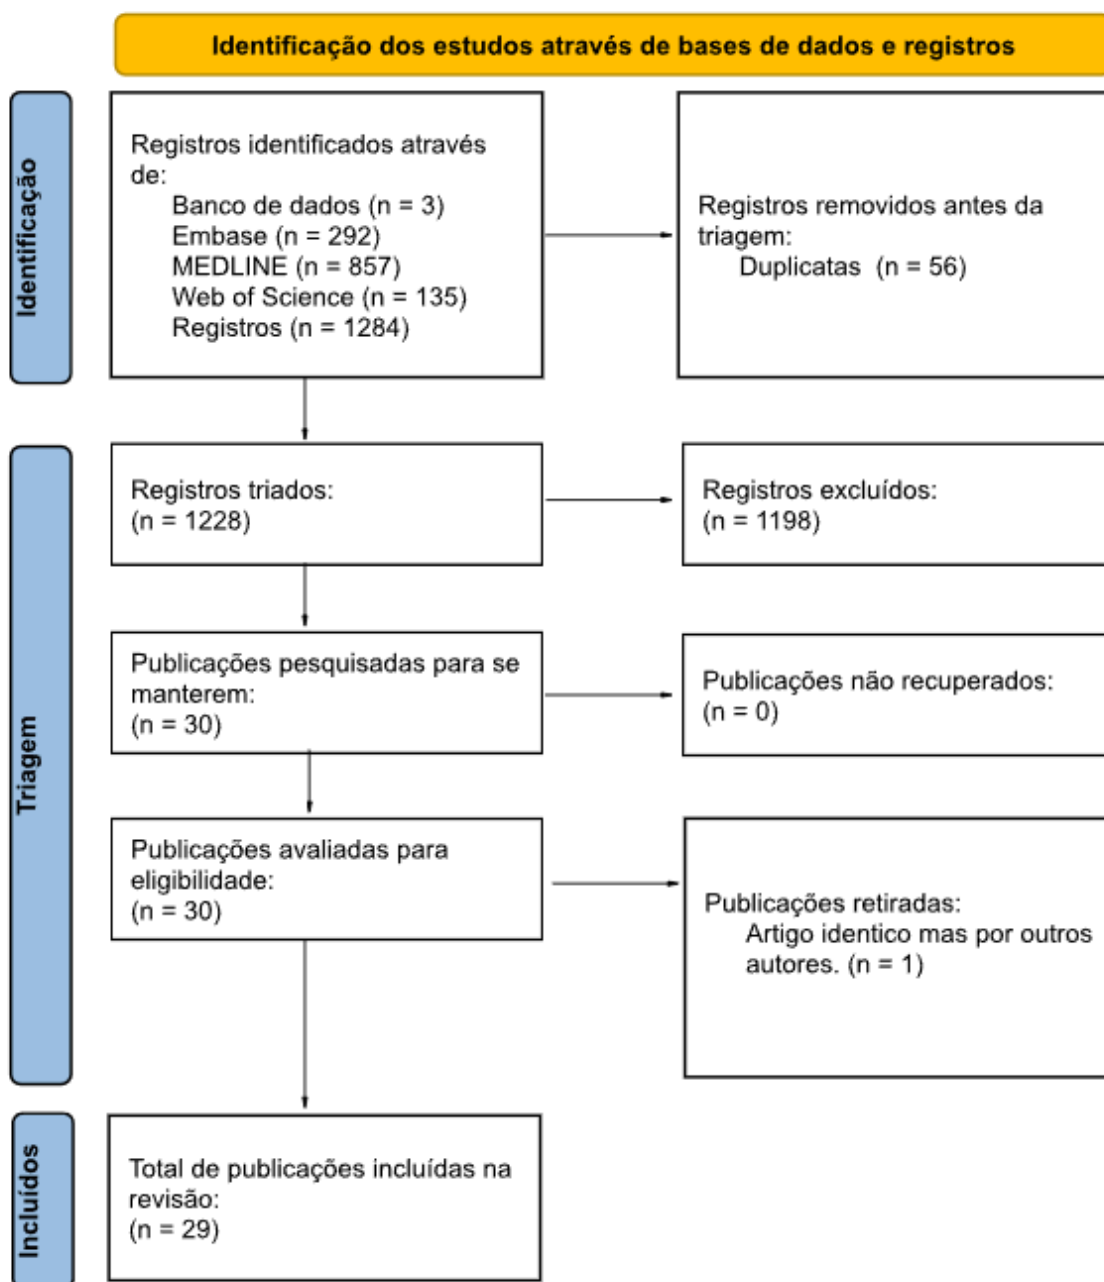 Identificação dos estudos através de bases de dados e registros
Identificação
Registros identificados através
de:
Banco de dados (n = 3)
Embase (n = 292)
MEDLINE (n = 857)
Web of Science (n = 135)
Registros (n = 1284)
Registros removidos antes da
triagem:
Duplicatas (n = 56)
Triagem
Registros triados:
(n = 1228)
Registros excluídos:
(n = 1198)
Publicações pesquisadas para se
manterem:
(n = 30)
Publicações não recuperados:
(n = 0)
Publicações avaliadas para
eligibilidade:
(n = 30)
Publicações retiradas:
Artigo identico mas por outros
autores. (n = 1)
Incluídos
Total de publicações incluídas na
revisão:
(n = 29)